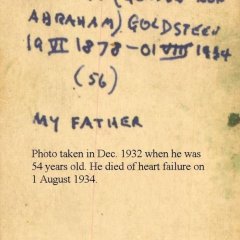 ABRAHAM) GOLDSTEEN
19 VI 1878 - 01 VIII 1934
(56)
MY FATHER
Photo taken in Dec. 1932 when he was
54 years old. He died of heart failure on
1 August 1934.